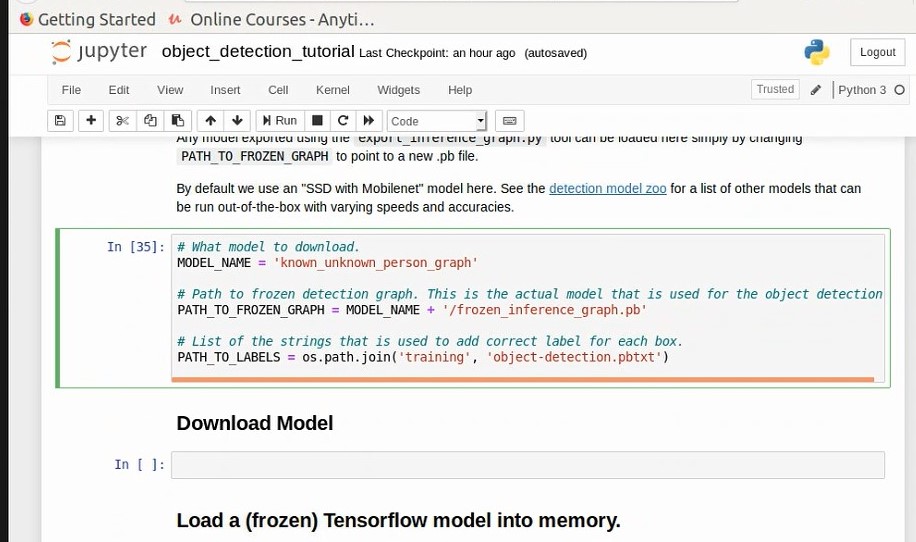 Getting Started Online Courses - Anyti…
jupyter object_detection_tutorial Last Checkpoint: an hour ago (autosaved)
Logout
File Edit View Insert Cell Kernel Widgets Help
Trusted Python 3
Run Code
Any model exported using the export_inference_graph.py tool can be loaded here simply by changing
PATH_TO_FROZEN_GRAPH to point to a new .pb file.
By default we use an "SSD with Mobilenet" model here. See the detection model zoo for a list of other models that can
be run out-of-the-box with varying speeds and accuracies.
In [35]:
# What model to download.
MODEL_NAME = 'known_unknown_person_graph'
# Path to frozen detection graph. This is the actual model that is used for the object detection
PATH_TO_FROZEN_GRAPH = MODEL_NAME + '/frozen_inference_graph.pb'
# List of the strings that is used to add correct label for each box.
PATH_TO_LABELS = os.path.join('training', 'object-detection.pbtxt')
Download Model
In [ ]:
Load a (frozen) Tensorflow model into memory.